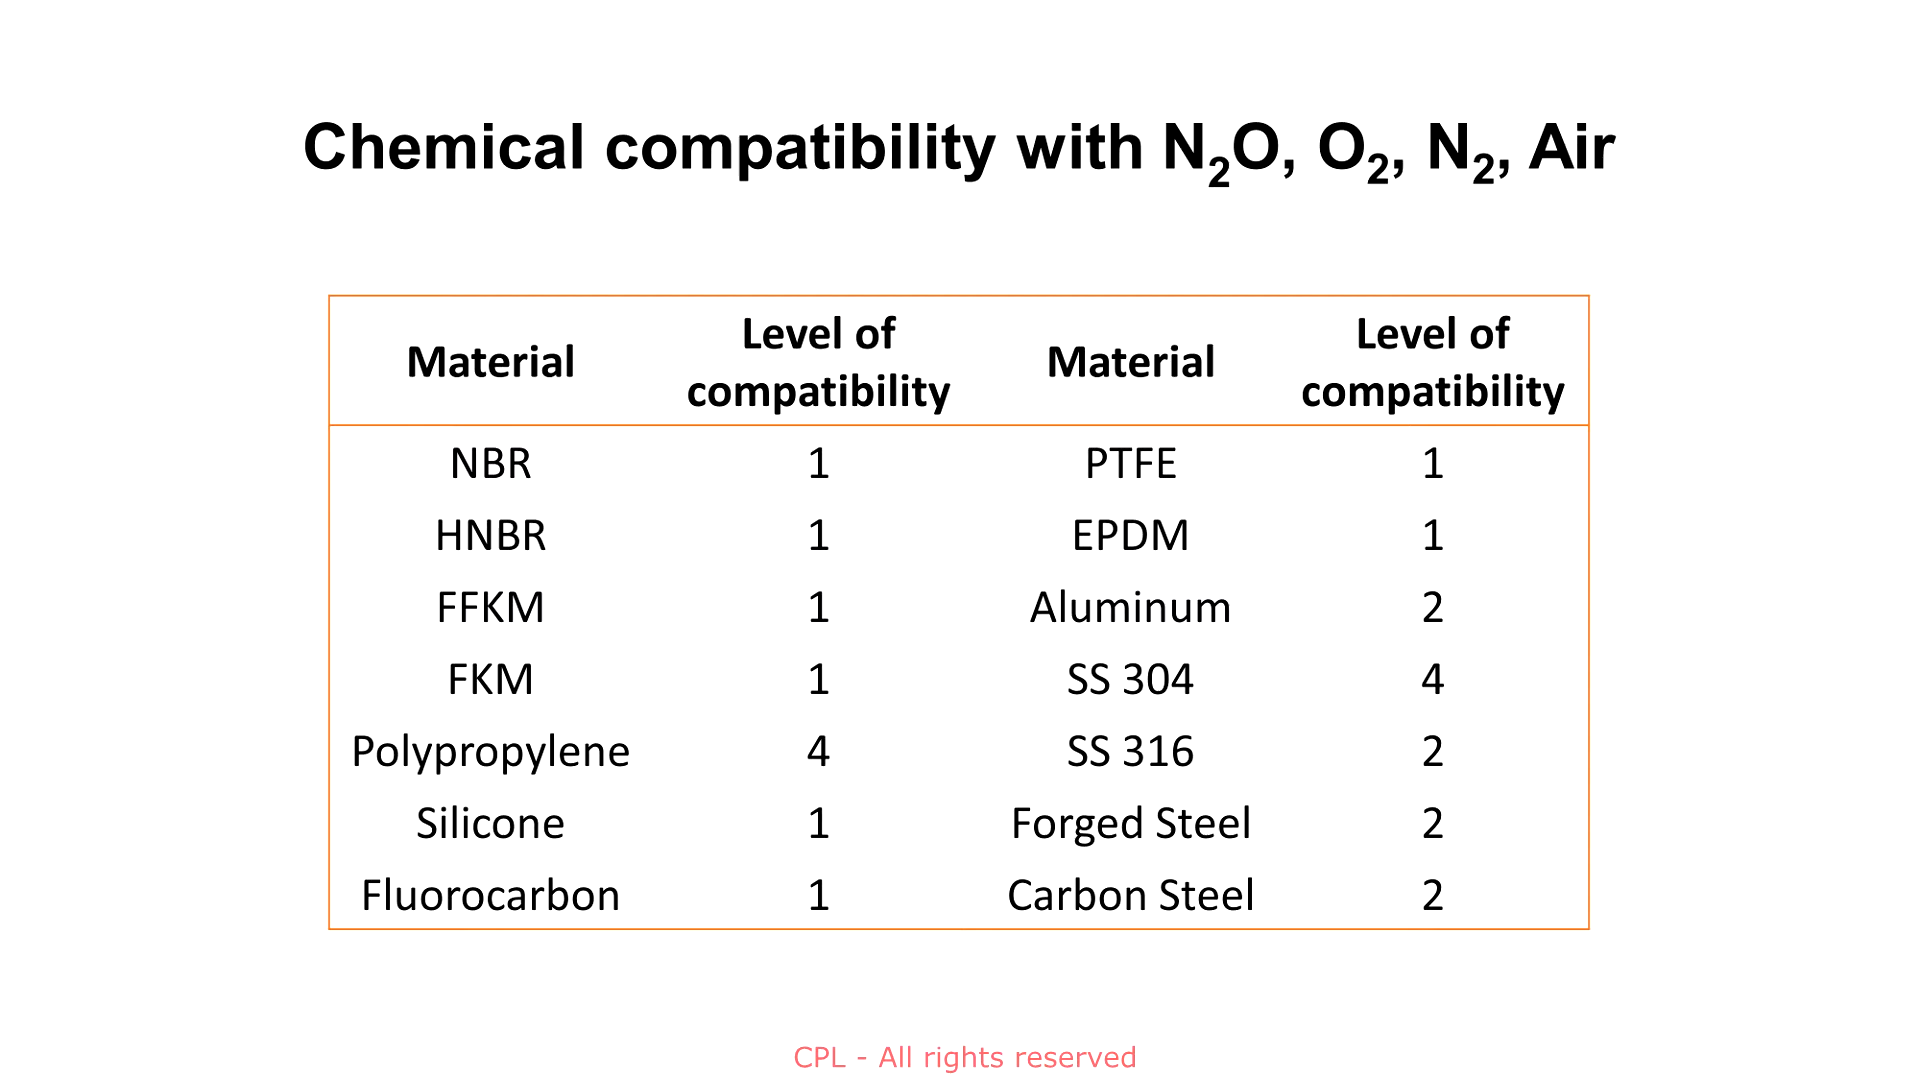 Chemical compatibility with N₂O, O₂, N₂, Air
Material Level of compatibility Material Level of compatibility
NBR 1 PTFE 1
HNBR 1 EPDM 1
FFKM 1 Aluminum 2
FKM 1 SS 304 4
Polypropylene 4 SS 316 2
Silicone 1 Forged Steel 2
Fluorocarbon 1 Carbon Steel 2
CPL - All rights reserved